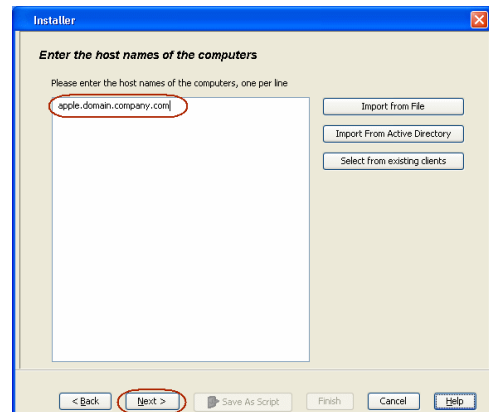 Installer
Enter the host names of the computers
Please enter the host names of the computers, one per line
apple.domain.company.com
Import from File
Import From Active Directory
Select from existing clients
< Back Next > Save As Script Finish Cancel Help